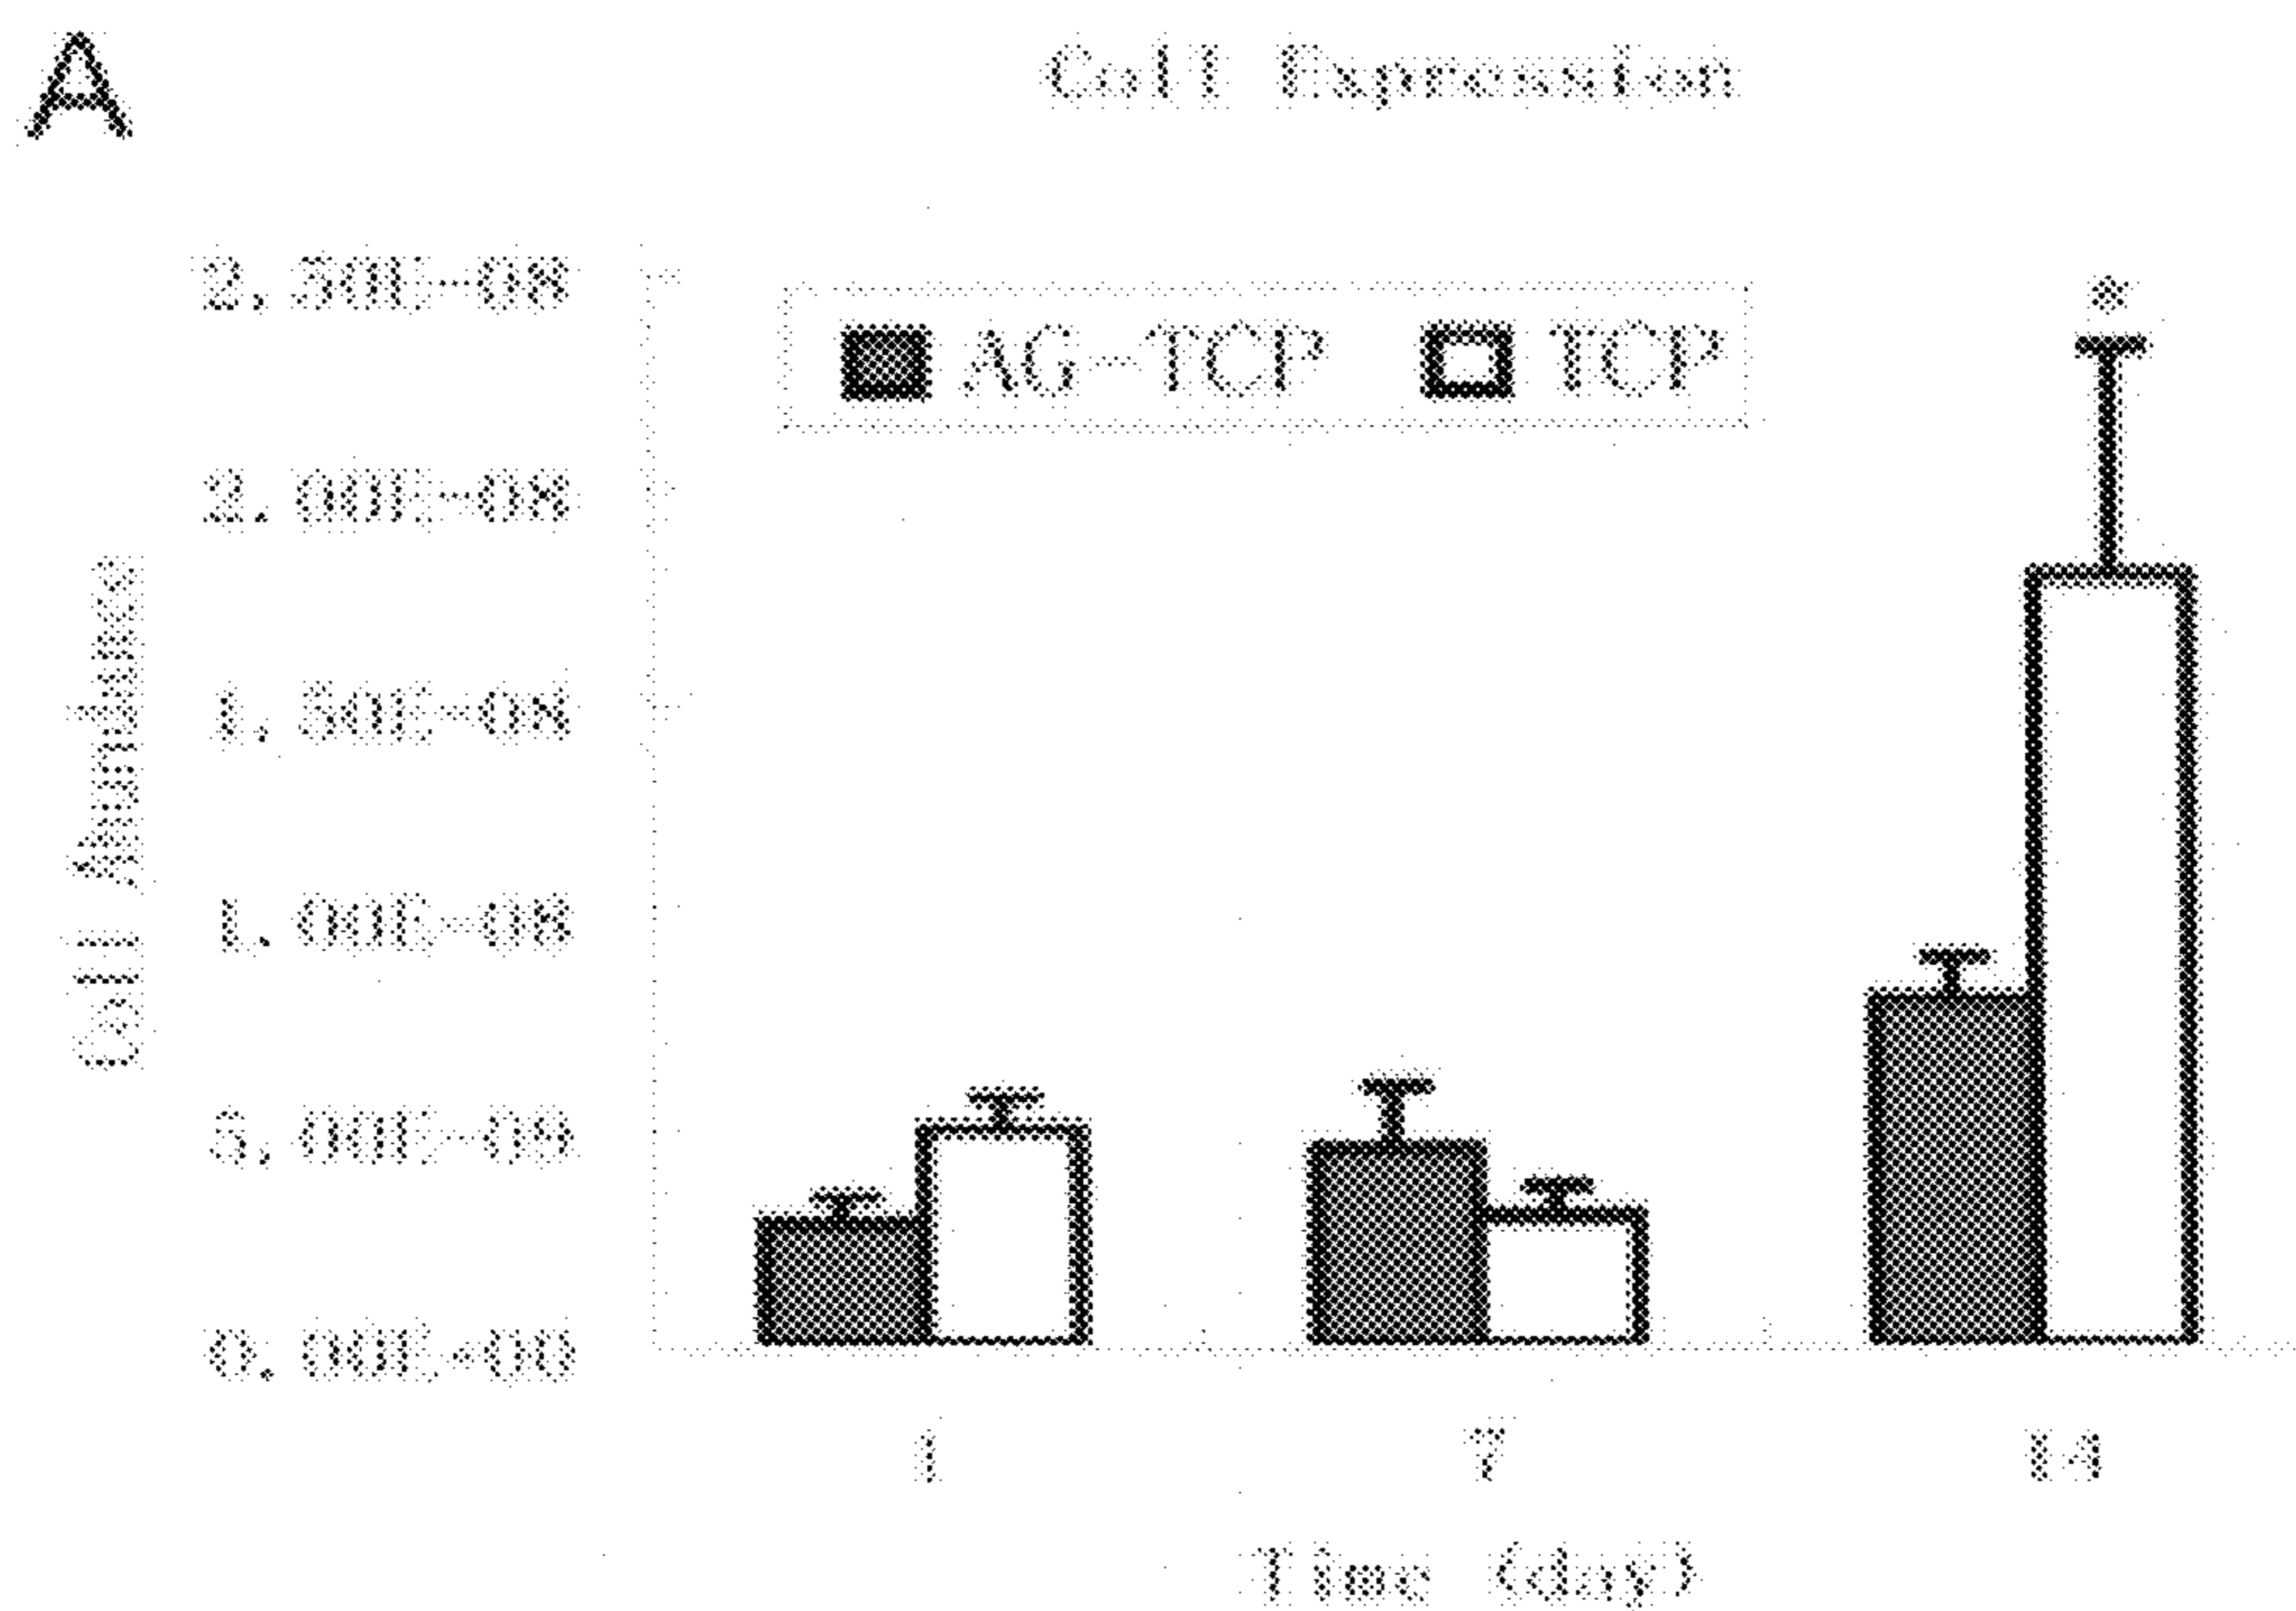 A
ColI Expression
2.50E-08
AG-TCP TCP
*
2.00E-08
1.50E-08
1.00E-08
5.00E-09
0.00E+00
1 7 14
Time (day)